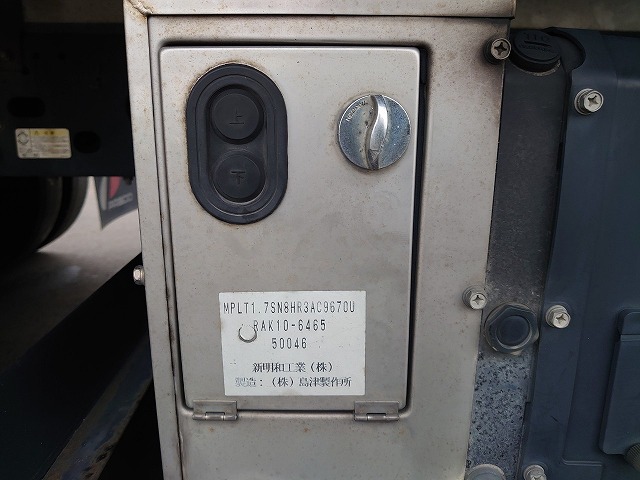 上
下
MPLT1.7SN8HR3AC9670U
RAK10-6465
50046
新明和工業(株)
製造:(株)島津製作所